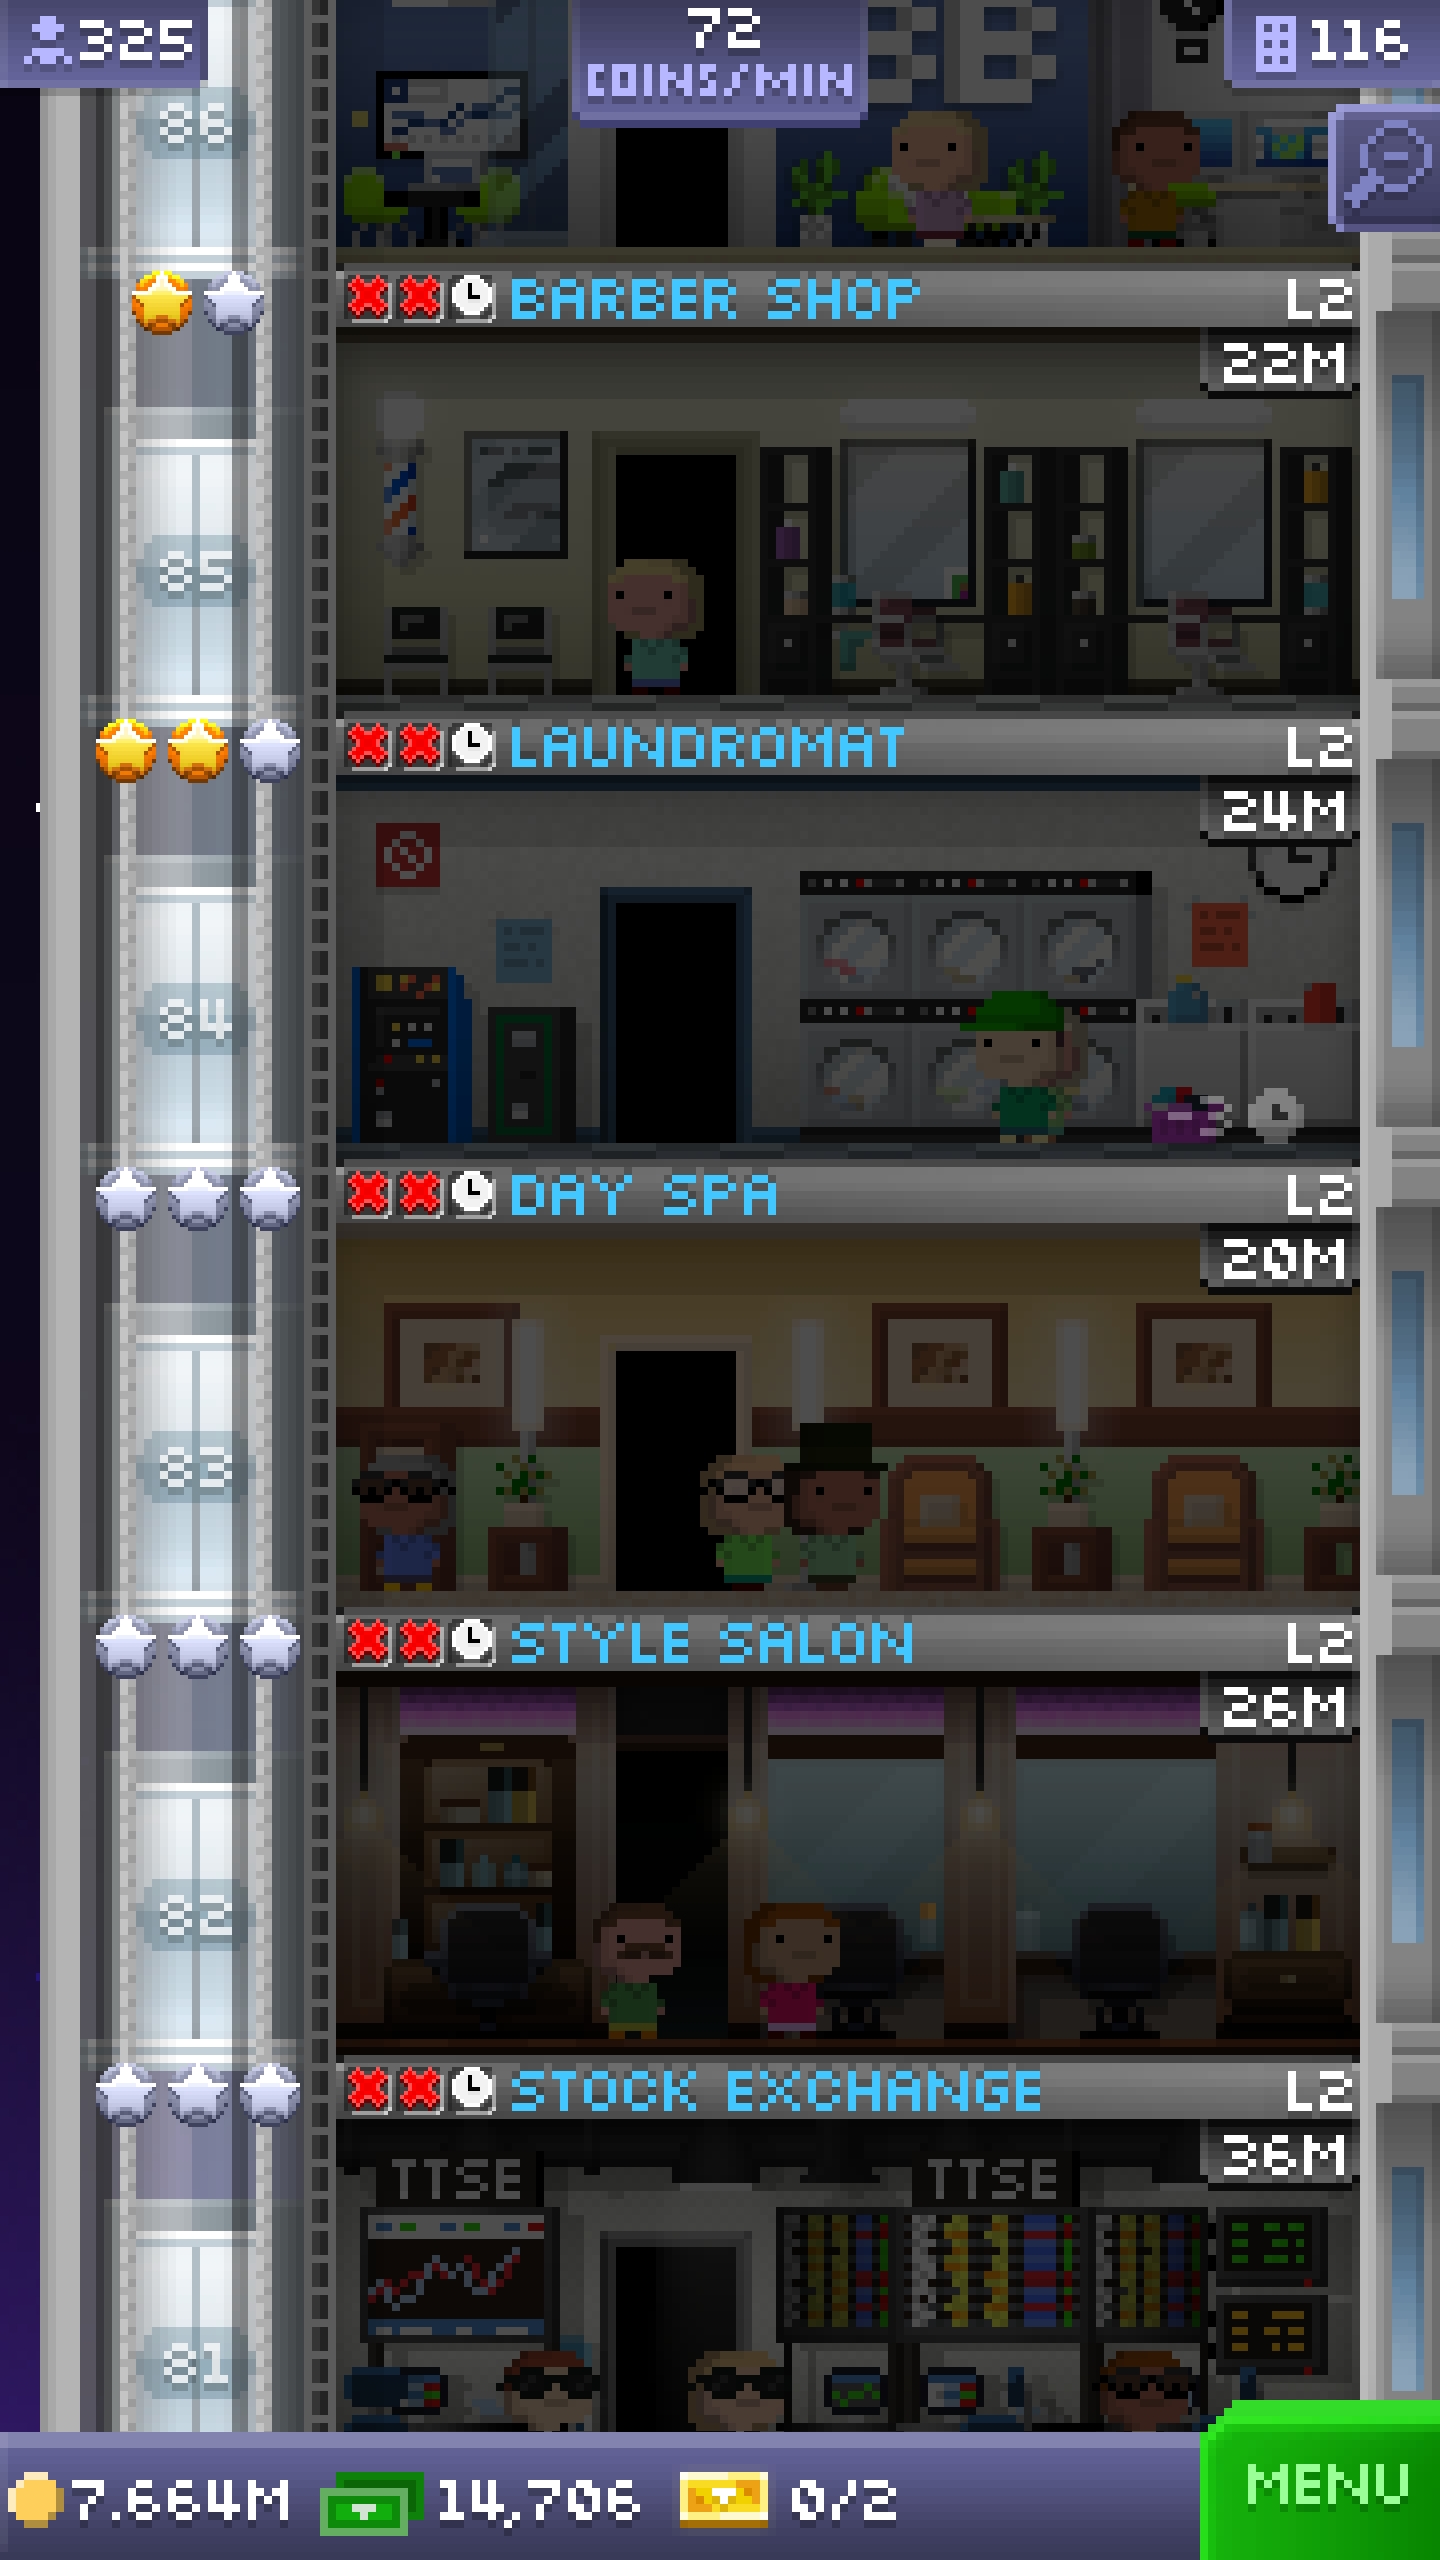 325
72
COINS/MIN
116
86
BARBER SHOP L2
22M
85
LAUNDROMAT L2
24M
84
DAY SPA L2
20M
83
STYLE SALON L2
26M
82
STOCK EXCHANGE L2
36M
TTSE TTSE
81
7.664M 14,706 0/2 MENU